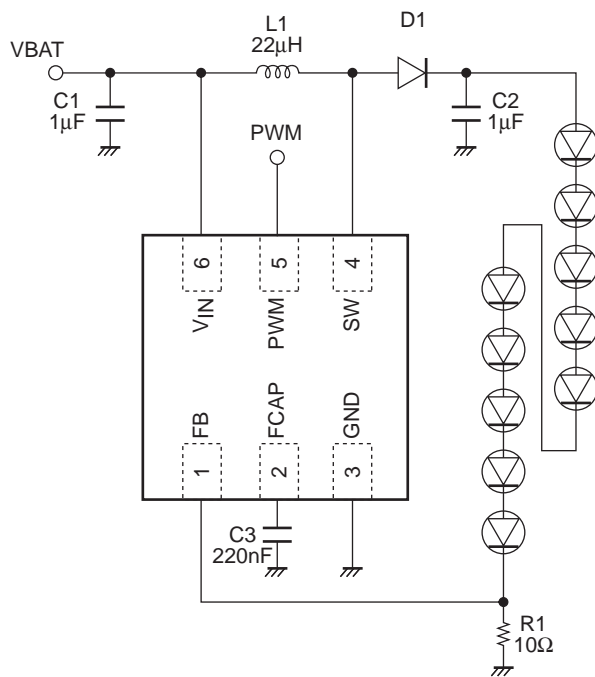 L1
22μH
D1
VBAT
C1
1μF
C2
1μF
PWM
6
5
4
VIN
PWM
SW
FB
FCAP
GND
1
2
3
C3
220nF
R1
10Ω